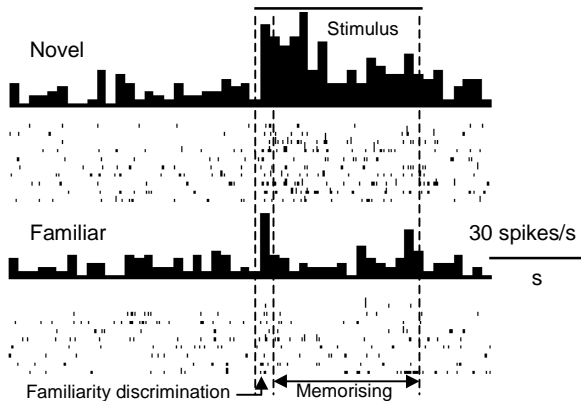 Stimulus
Novel
Familiar
30 spikes/s
s
Familiarity discrimination
Memorising